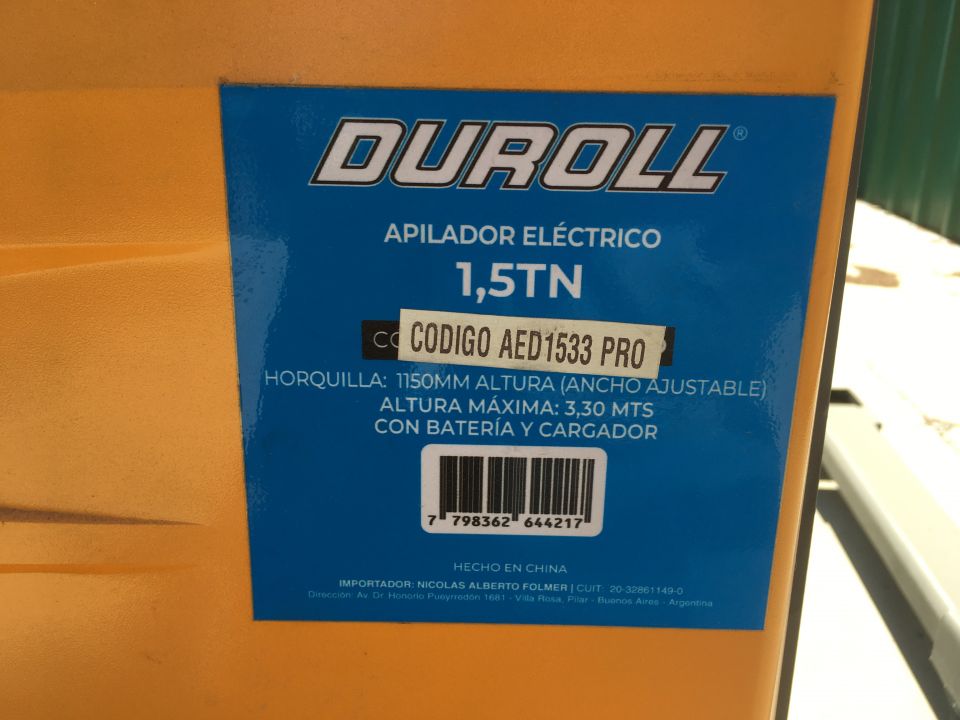 DUROLL®
APILADOR ELÉCTRICO
1,5TN
CODIGO AED1533 PRO
HORQUILLA: 1150MM ALTURA (ANCHO AJUSTABLE)
ALTURA MÁXIMA: 3,30 MTS
CON BATERÍA Y CARGADOR
7 798362 644217
HECHO EN CHINA
IMPORTADOR: NICOLAS ALBERTO FOLMER | CUIT: 20-32861149-0
Dirección: Av. Dr. Honorio Pueyrredón 1681 - Villa Rosa, Pilar - Buenos Aires - Argentina